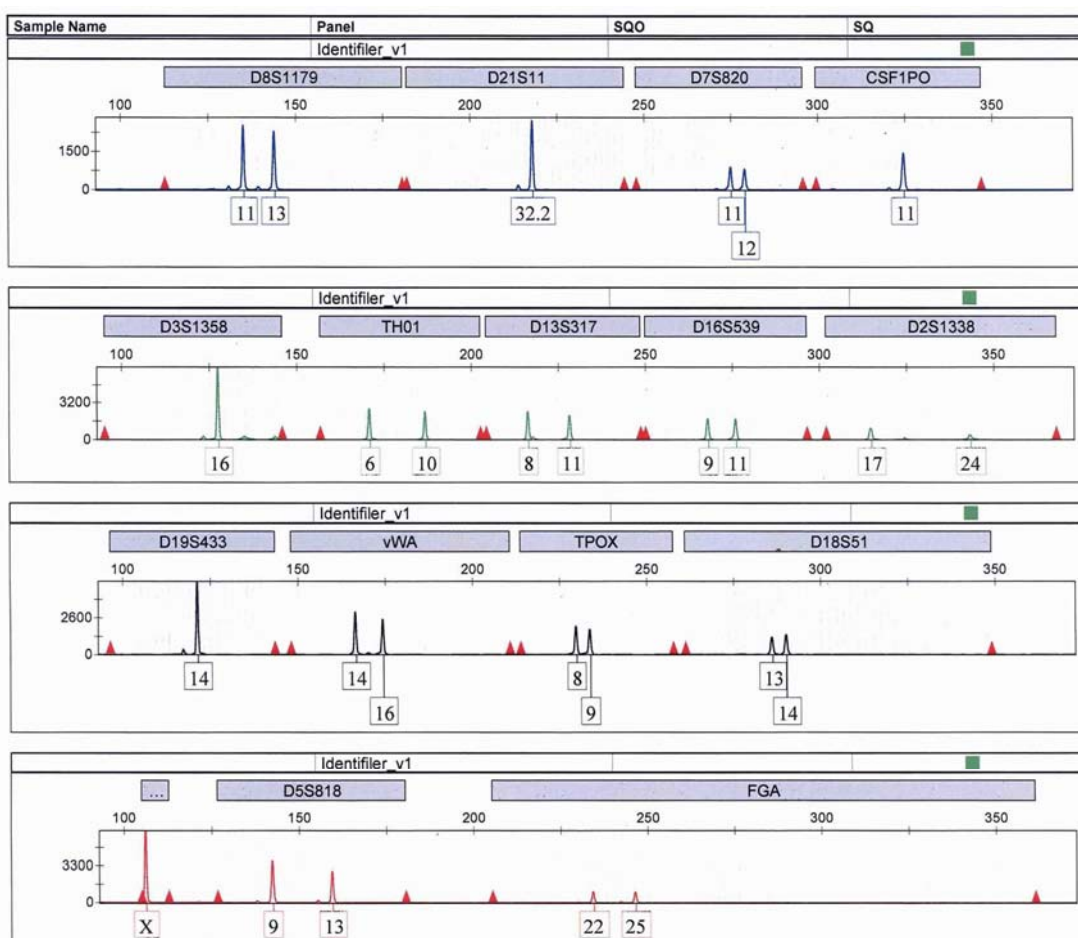 Sample Name Panel SQO SQ
Identifiler_v1
D8S1179 D21S11 D7S820 CSF1PO
100 150 200 250 300 350
1500
0
11 13 32.2 11 11
12
Identifiler_v1
D3S1358 TH01 D13S317 D16S539 D2S1338
100 150 200 250 300 350
3200
0
16 6 10 8 11 9 11 17 24
Identifiler_v1
D19S433 vWA TPOX D18S51
100 150 200 250 300 350
2600
0
14 14 8 13
16 9 14
Identifiler_v1
... D5S818 FGA
100 150 200 250 300 350
3300
0
X 9 13 22 25